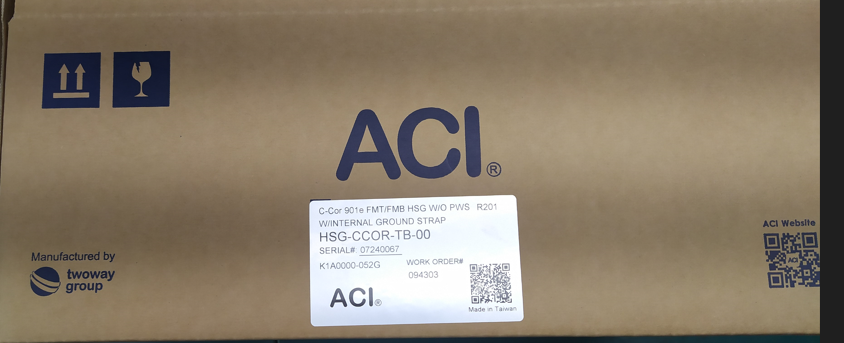 ACI®
C-Cor 901e FMT/FMB HSG W/O PWS R201
W/INTERNAL GROUND STRAP
HSG-CCOR-TB-00
SERIAL#: 07240067
K1A0000-052G
WORK ORDER#
094303
ACI®
Made in Taiwan
Manufactured by
twoway
group
ACI Website
ACI